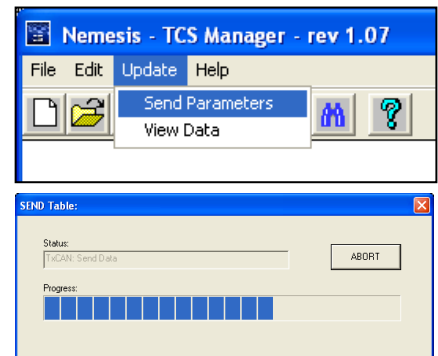 Nemesis - TCS Manager - rev 1.07
File Edit Update Help
Send Parameters
View Data
SEND Table:
Status:
TxCAN: Send Data
ABORT
Progress: